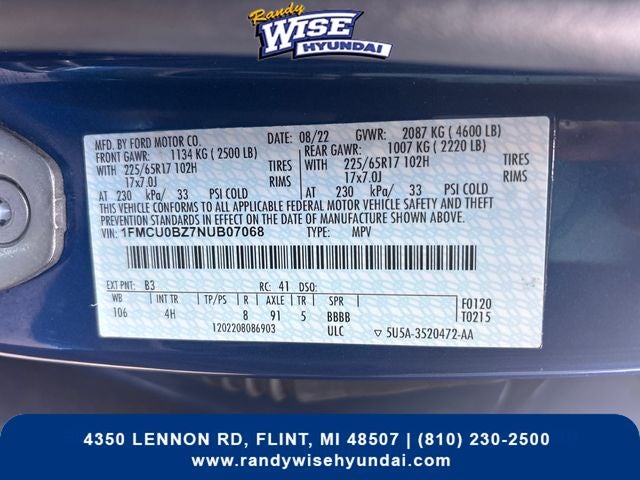 Randy
WISE
HYUNDAI
MFD. BY FORD MOTOR CO.
DATE: 08/22 GVWR: 2087 KG ( 4600 LB)
FRONT GAWR: 1134 KG ( 2500 LB) REAR GAWR: 1007 KG ( 2220 LB)
WITH 225/65R17 102H TIRES WITH 225/65R17 102H TIRES
17x7.0J RIMS 17x7.0J RIMS
AT 230 kPa/ 33 PSI COLD AT 230 kPa/ 33 PSI COLD
THIS VEHICLE CONFORMS TO ALL APPLICABLE FEDERAL MOTOR VEHICLE SAFETY AND THEFT
PREVENTION STANDARDS IN EFFECT ON THE DATE OF MANUFACTURE SHOWN ABOVE.
VIN: 1FMCU0BZ7NUB07068 TYPE: MPV
EXT PNT: B3 RC: 41 DSO:
WB INT TR TP/PS R AXLE TR SPR F0120
106 4H 8 91 5 BBBB T0215
1202208086903 ULC 5U5A-3520472-AA
4350 LENNON RD, FLINT, MI 48507 | (810) 230-2500
www.randywisehyundai.com